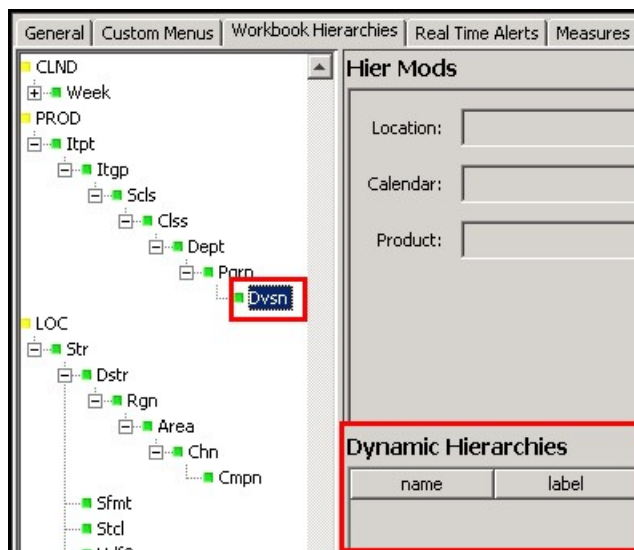 General
Custom Menus
Workbook Hierarchies
Real Time Alerts
Measures
CLND
Week
PROD
Itpt
Itgp
Scls
Clss
Dept
Pgrp
Dvsn
LOC
Str
Dstr
Rgn
Area
Chn
Cmpn
Sfmt
Stcl
Hier Mods
Location:
Calendar:
Product:
Dynamic Hierarchies
name
label